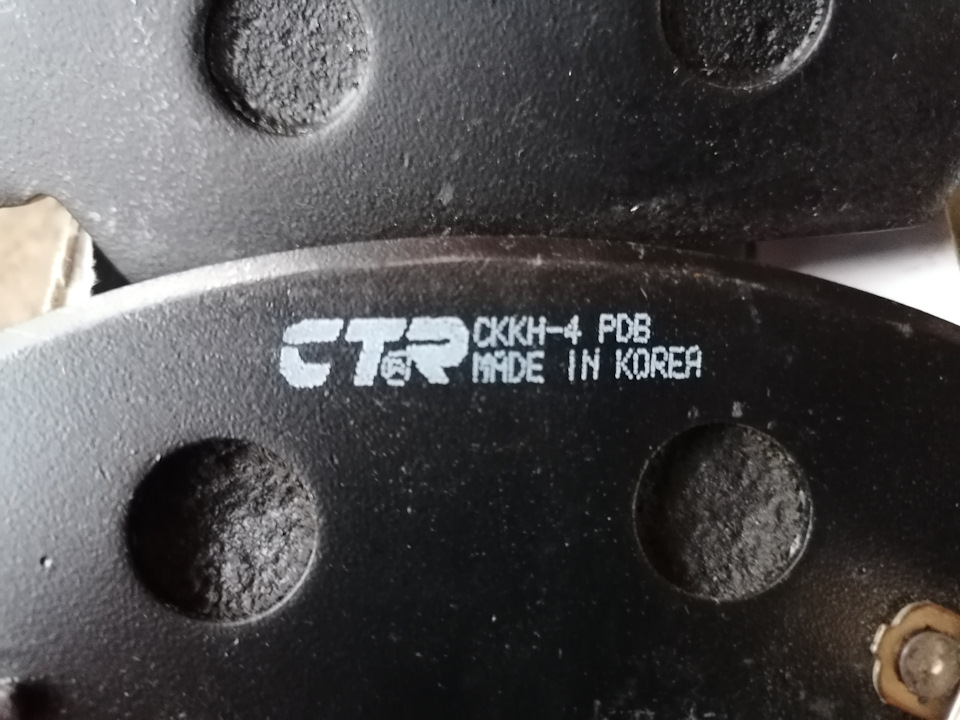 CTR CKKH-4 PDB
MADE IN KOREA